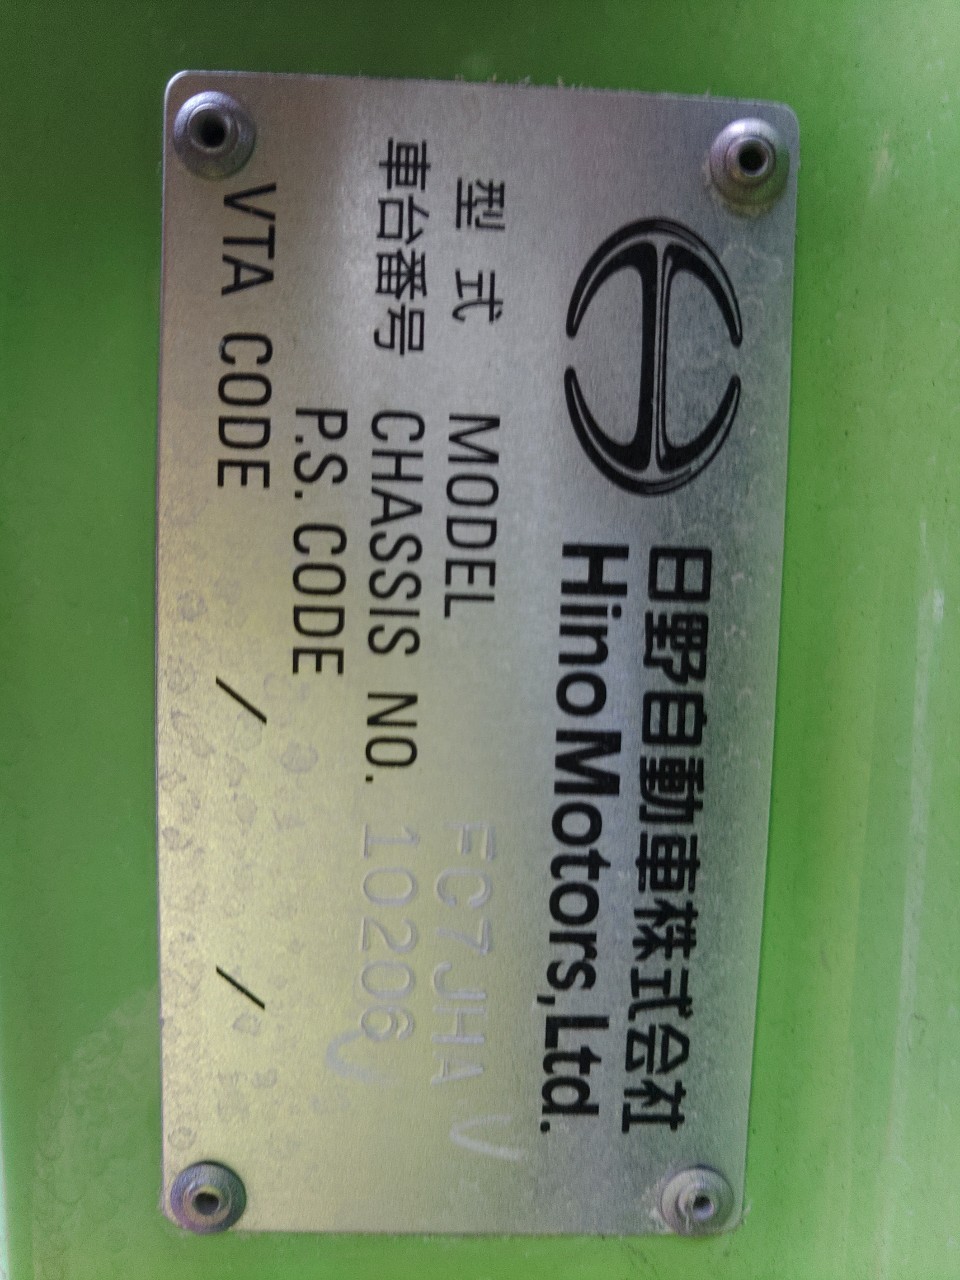 日野自動車株式会社
Hino Motors,Ltd.
型式 MODEL FC7JHA
車台番号 CHASSIS NO. 10206
P.S. CODE
VTA CODE / /